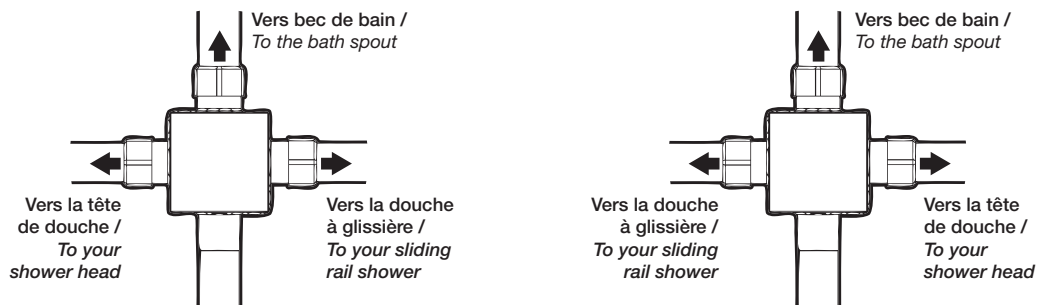 Vers bec de bain /
To the bath spout
Vers la tête
de douche /
To your
shower head
Vers la douche
à glissière /
To your sliding
rail shower
Vers bec de bain /
To the bath spout
Vers la douche
à glissière /
To your sliding
rail shower
Vers la tête
de douche /
To your
shower head